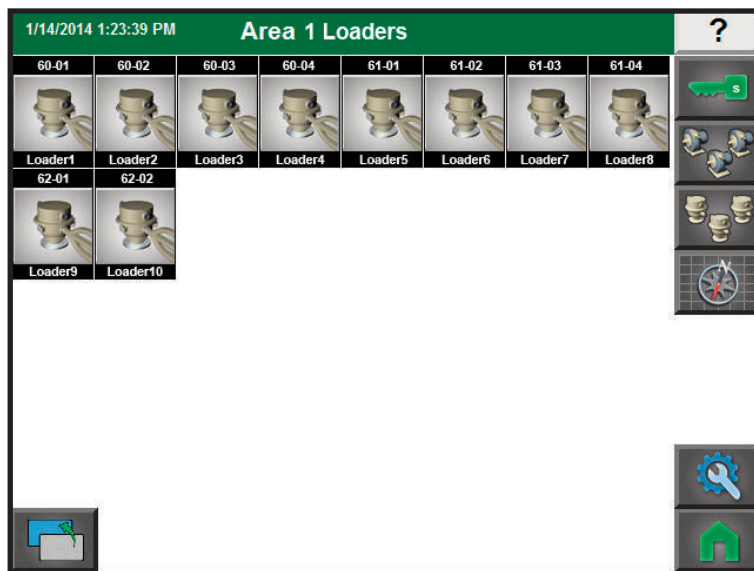 1/14/2014 1:23:39 PM Area 1 Loaders ?
60-01 60-02 60-03 60-04 61-01 61-02 61-03 61-04
S
Loader1 Loader2 Loader3 Loader4 Loader5 Loader6 Loader7 Loader8
62-01 62-02
N
Loader9 Loader10